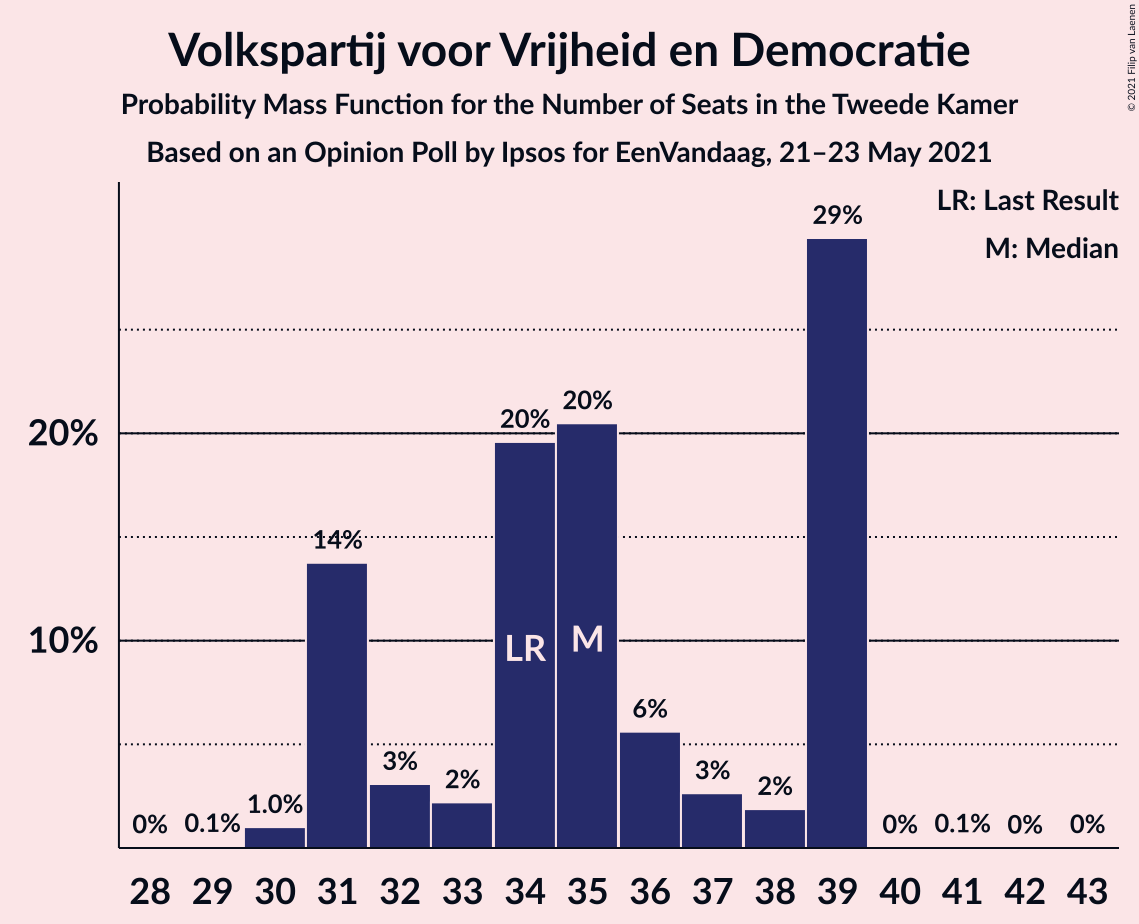 Volkspartij voor Vrijheid en Democratie
Probability Mass Function for the Number of Seats in the Tweede Kamer
Based on an Opinion Poll by Ipsos for EenVandaag, 21–23 May 2021
© 2021 Filip van Laenen
LR: Last Result
M: Median
20%
10%
0% 0.1% 1.0% 14% 3% 2% 20% 20% 6% 3% 2% 29% 0% 0.1% 0% 0%
LR M
28 29 30 31 32 33 34 35 36 37 38 39 40 41 42 43